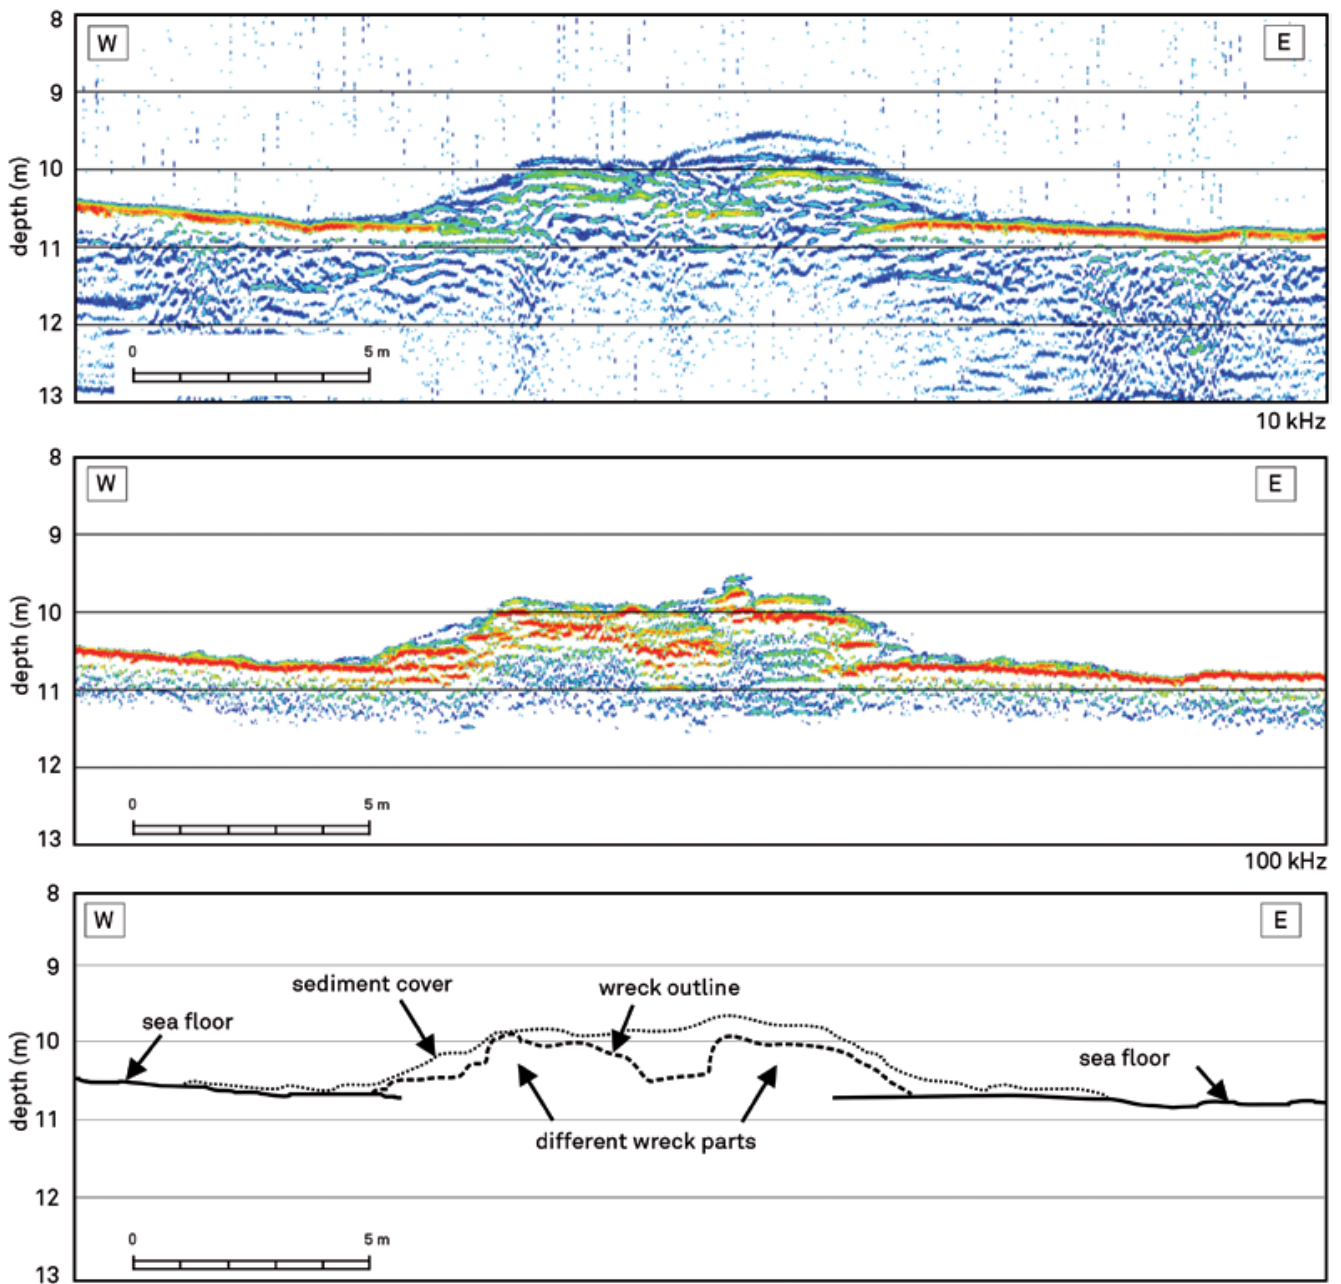 8
W
E
9
10
depth (m)
11
12
0
5 m
13
10 kHz
8
W
E
9
10
depth (m)
11
12
0
5 m
13
100 kHz
8
W
E
9
sediment cover
wreck outline
sea floor
10
depth (m)
sea floor
11
different wreck parts
12
0
5 m
13